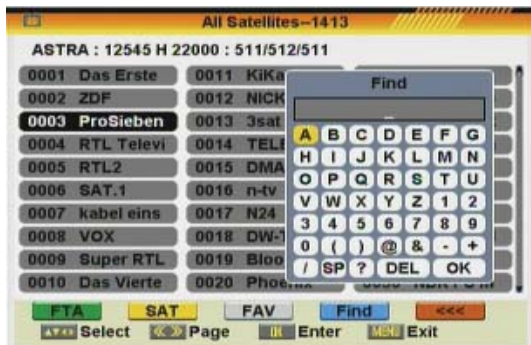 All Satellites--1413
ASTRA : 12545 H 22000 : 511/512/511
0001 Das Erste
0002 ZDF
0003 ProSieben
0004 RTL Televi
0005 RTL2
0006 SAT.1
0007 kabel eins
0008 VOX
0009 Super RTL
0010 Das Vierte
0011 KiKa
0012 NICK
0013 3sat
0014 TELE
0015 DMA
0016 n-tv
0017 N24
0018 DW-T
0019 Bloo
0020 Phoenix
Find
A B C D E F G
H I J K L M N
O P Q R S T U
V W X Y Z 1 2
3 4 5 6 7 8 9
0 ( ) @ & - +
/ SP ? DEL OK
FTA SAT FAV Find <<<
Select Page OK Enter MENU Exit